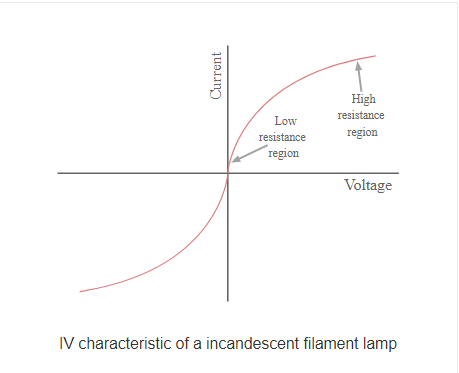 Current
High
resistance
region
Low
resistance
region
Voltage
IV characteristic of a incandescent filament lamp